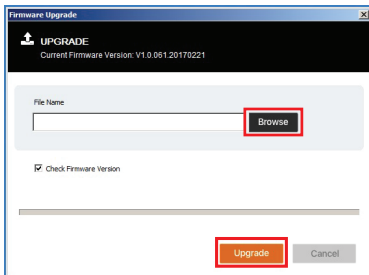 Firmware Upgrade
UPGRADE
Current Firmware Version: V1.0.061.20170221
File Name
Browse
Check Firmware Version
Upgrade
Cancel